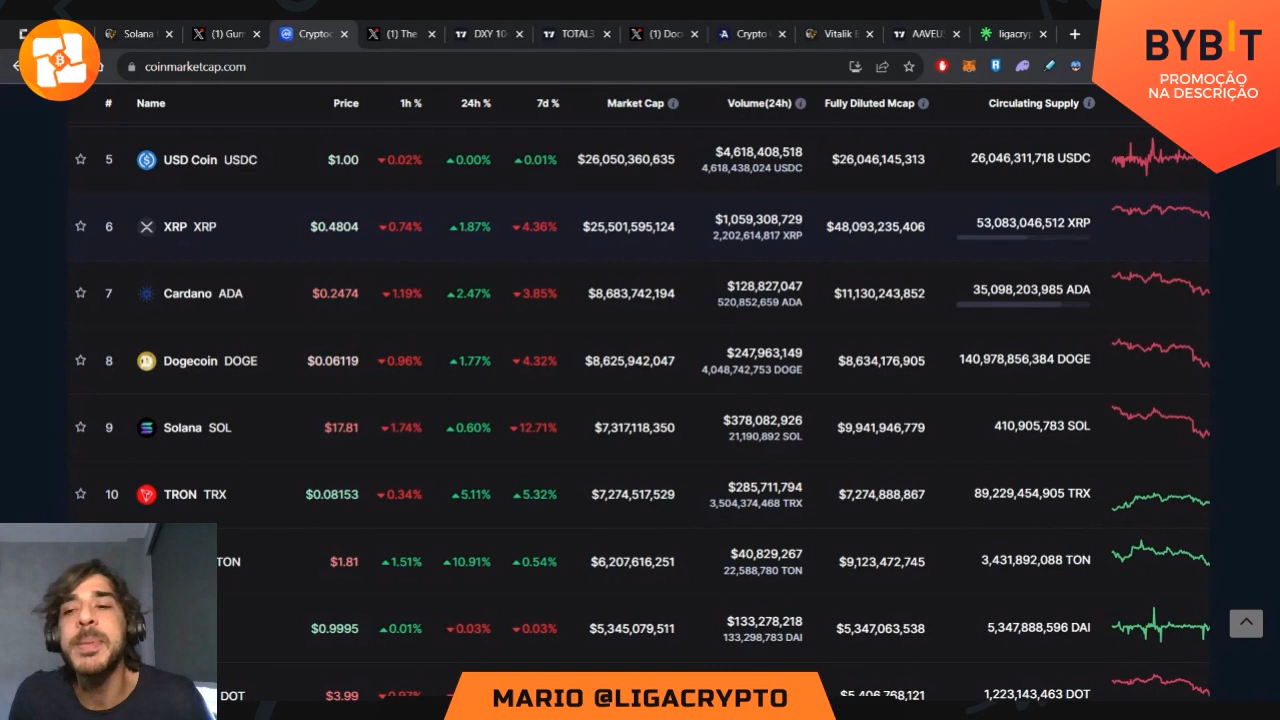 Solana
(1) Gum
Cryptoc
(1) The
DXY 10
TOTAL3
(1) Doc
Crypto
Vitalik B
AAVEUS
ligacryp
coinmarketcap.com
BYBIT
PROMOÇÃO
NA DESCRIÇÃO
# Name Price 1h % 24h % 7d % Market Cap Volume(24h) Fully Diluted Mcap Circulating Supply
5 USD Coin USDC $1.00 0.02% 0.00% 0.01% $26,050,360,635 $4,618,408,518 $26,046,145,313 26,046,311,718 USDC
4,618,438,024 USDC
6 XRP XRP $0.4804 0.74% 1.87% 4.36% $25,501,595,124 $1,059,308,729 $48,093,235,406 53,083,046,512 XRP
2,202,614,817 XRP
7 Cardano ADA $0.2474 1.19% 2.47% 3.85% $8,683,742,194 $128,827,047 $11,130,243,852 35,098,203,985 ADA
520,852,659 ADA
8 Dogecoin DOGE $0.06119 0.96% 1.77% 4.32% $8,625,942,047 $247,963,149 $8,634,176,905 140,978,856,384 DOGE
4,048,742,753 DOGE
9 Solana SOL $17.81 1.74% 0.60% 12.71% $7,317,118,350 $378,082,926 $9,941,946,779 410,905,783 SOL
21,190,892 SOL
10 TRON TRX $0.08153 0.34% 5.11% 5.32% $7,274,517,529 $285,711,794 $7,274,888,867 89,229,454,905 TRX
3,504,374,468 TRX
TON $1.81 1.51% 10.91% 0.54% $6,207,616,251 $40,829,267 $9,123,472,745 3,431,892,088 TON
22,588,780 TON
$0.9995 0.01% 0.03% 0.03% $5,345,079,511 $133,278,218 $5,347,063,538 5,347,888,596 DAI
133,298,783 DAI
DOT $3.99 0.97% $5,406,768,121 1,223,143,463 DOT
MARIO @LIGACRYPTO